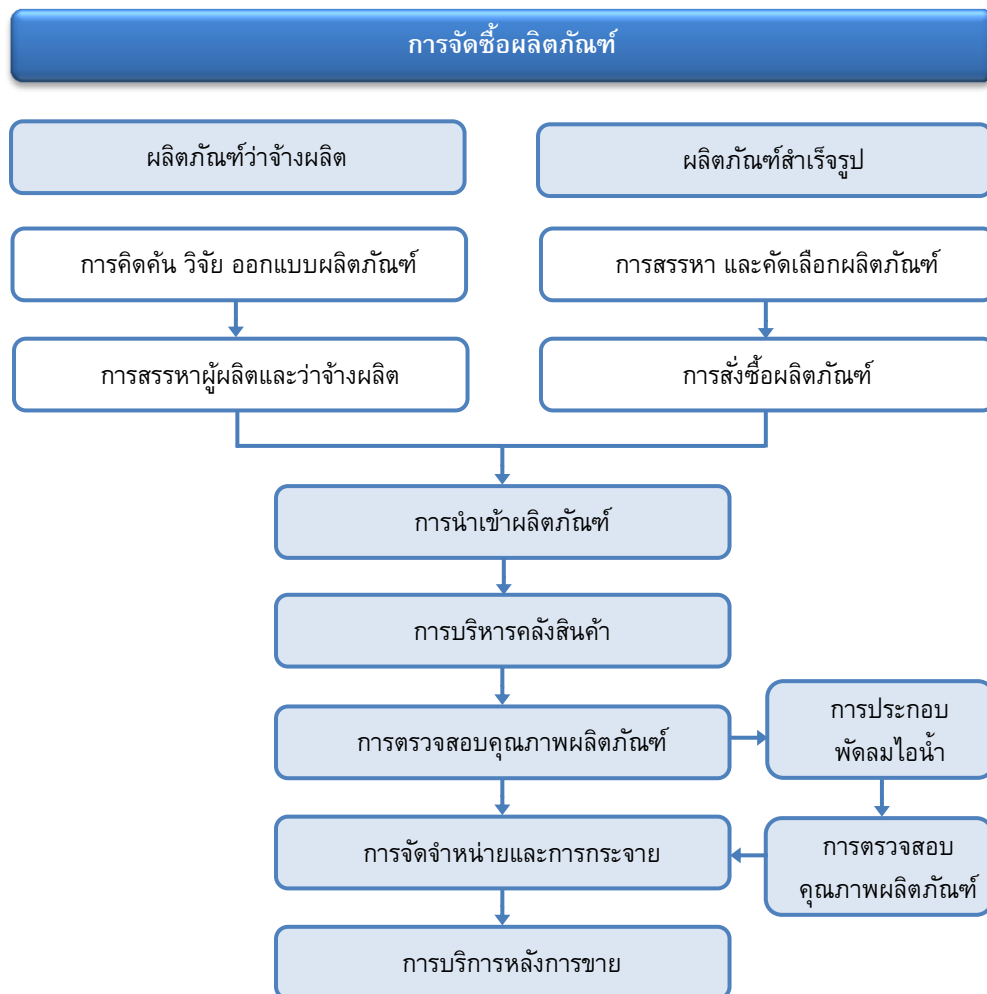 การจัดซื้อผลิตภัณฑ์
ผลิตภัณฑ์ว่าจ้างผลิต
ผลิตภัณฑ์สำเร็จรูป
การคิดค้น วิจัย ออกแบบผลิตภัณฑ์
การสรรหา และคัดเลือกผลิตภัณฑ์
การสรรหาผู้ผลิตและว่าจ้างผลิต
การสั่งซื้อผลิตภัณฑ์
การนำเข้าผลิตภัณฑ์
การบริหารคลังสินค้า
การตรวจสอบคุณภาพผลิตภัณฑ์
การประกอบ
พัดลมไอน้ำ
การจัดจำหน่ายและการกระจาย
การตรวจสอบ
คุณภาพผลิตภัณฑ์
การบริการหลังการขาย